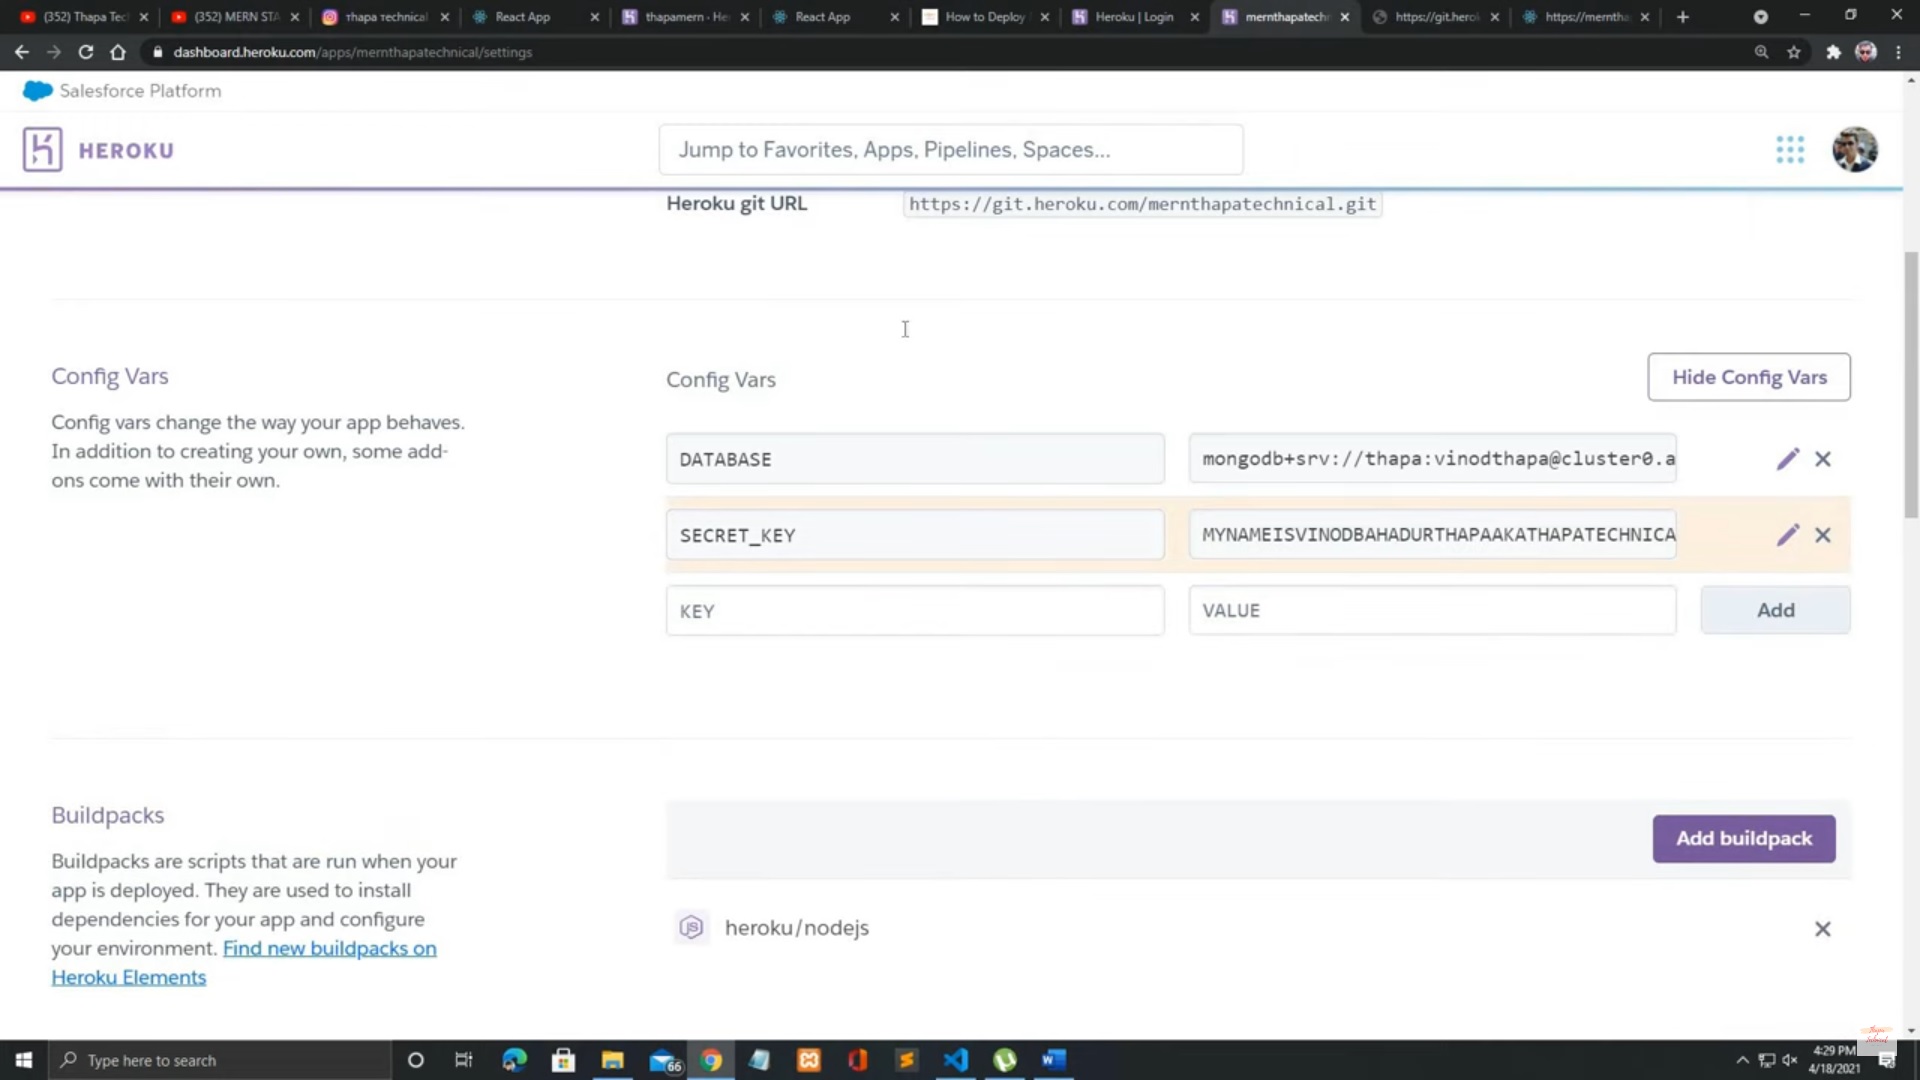 (352) Thapa Tec
(352) MERN STA
Thapa Technical
React App
thapamern · He
React App
How to Deploy
Heroku | Login
mernthapatechn
https://git.hero
https://merntha
dashboard.heroku.com/apps/mernthapatechnical/settings
Salesforce Platform
HEROKU
Jump to Favorites, Apps, Pipelines, Spaces...
Heroku git URL
https://git.heroku.com/mernthapatechnical.git
Config Vars
Config vars change the way your app behaves.
In addition to creating your own, some add-
ons come with their own.
Config Vars
Hide Config Vars
DATABASE
mongodb+srv://thapa:vinodthapa@cluster0.a
SECRET_KEY
MYNAMEISVINODBAHADURTHAPAAKATHAPATECHNICA
KEY
VALUE
Add
Buildpacks
Buildpacks are scripts that are run when your
app is deployed. They are used to install
dependencies for your app and configure
your environment. Find new buildpacks on
Heroku Elements
Add buildpack
heroku/nodejs
Type here to search
66
4:29 PM
4/18/2021